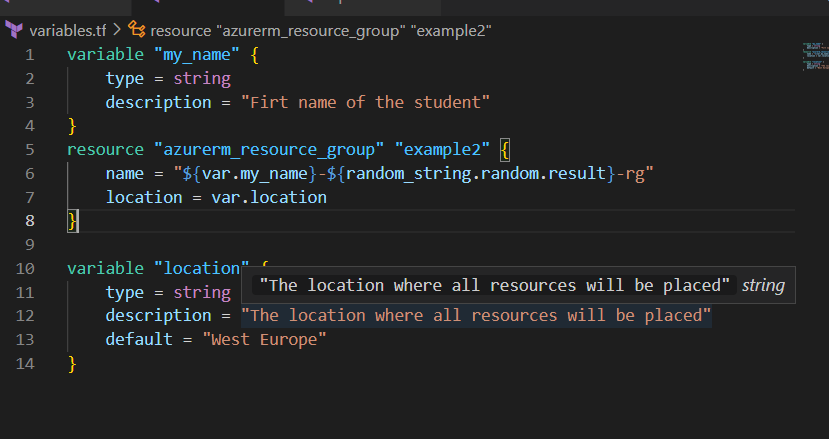 variables.tf > resource "azurerm_resource_group" "example2"
1 variable "my_name" {
2 type = string
3 description = "Firt name of the student"
4 }
5 resource "azurerm_resource_group" "example2" {
6 name = "${var.my_name}-${random_string.random.result}-rg"
7 location = var.location
8 }
9
10 variable "location" {
"The location where all resources will be placed" string
11 type = string
12 description = "The location where all resources will be placed"
13 default = "West Europe"
14 }